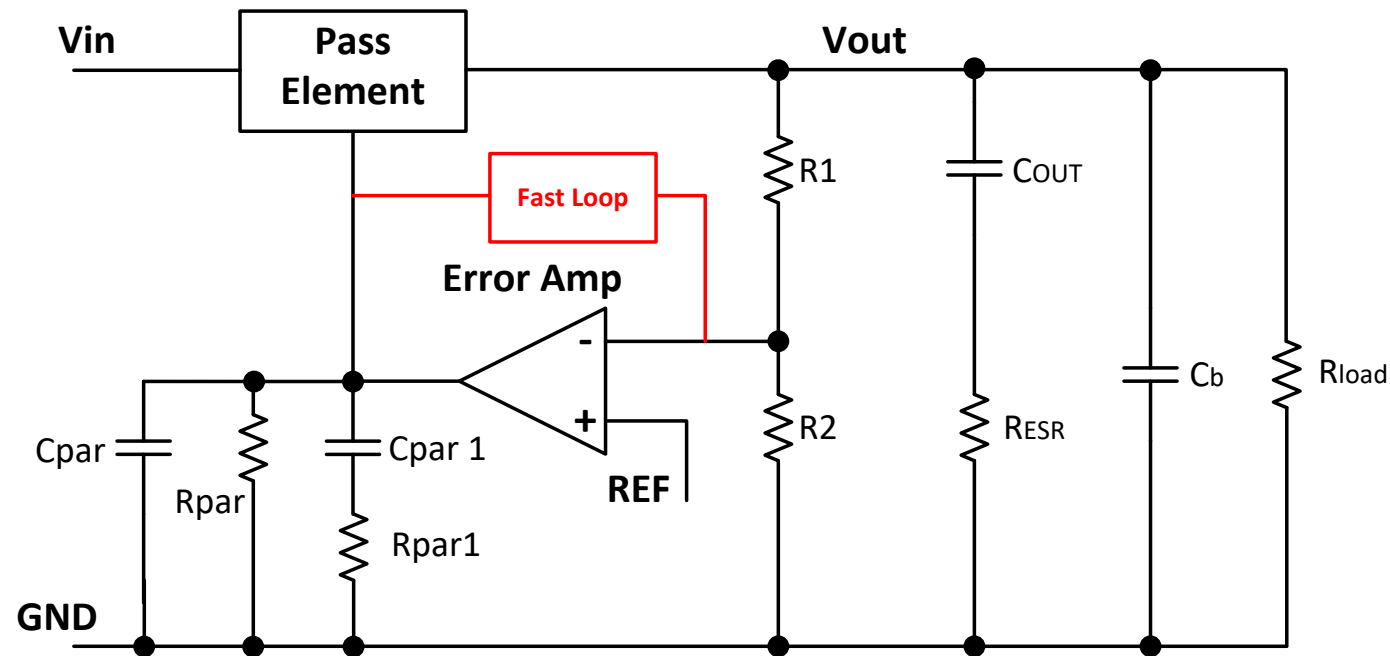 Vin
Pass
Element
Vout
R1
COUT
Fast Loop
Error Amp
-
+
REF
R2
RESR
Cb
Rload
Cpar
Rpar
Cpar 1
Rpar1
GND